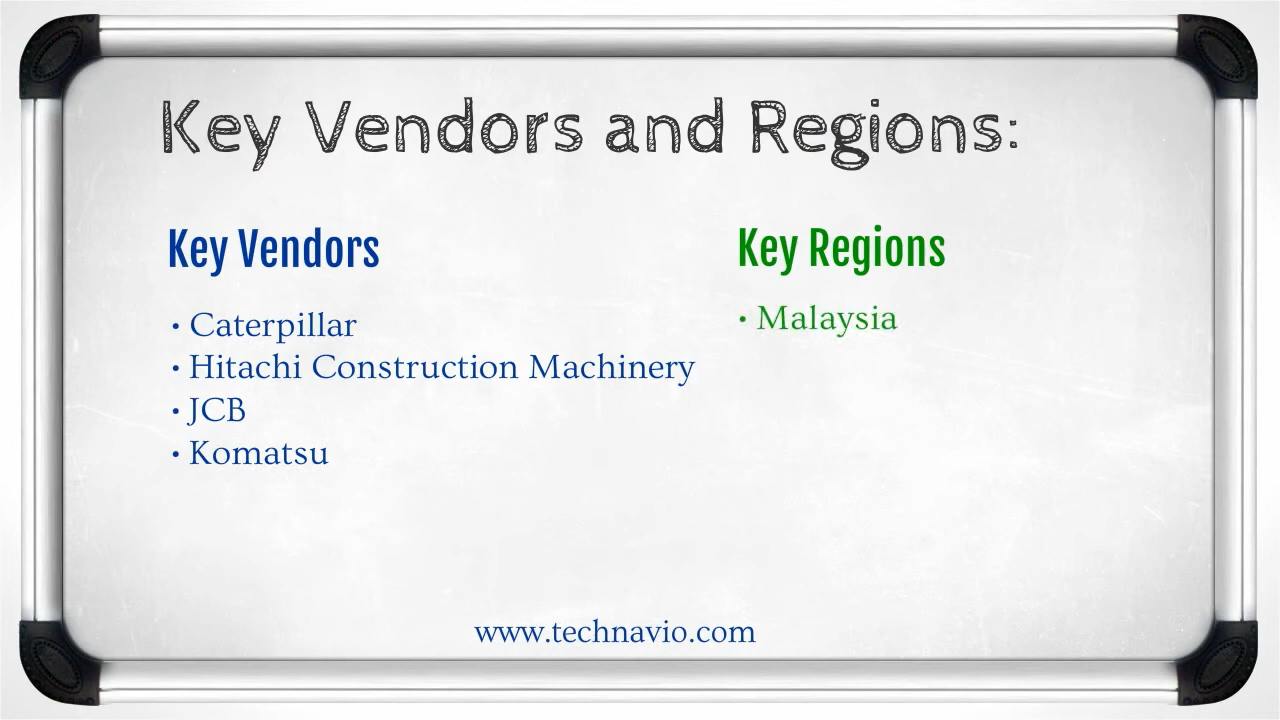 Key Vendors and Regions:
Key Vendors
• Caterpillar
• Hitachi Construction Machinery
• JCB
• Komatsu
Key Regions
• Malaysia
www.technavio.com